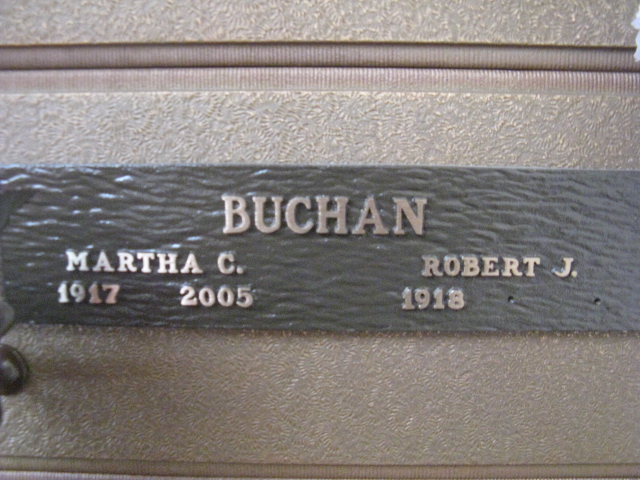 BUCHAN
MARTHA C. ROBERT J.
1917 2005 1918